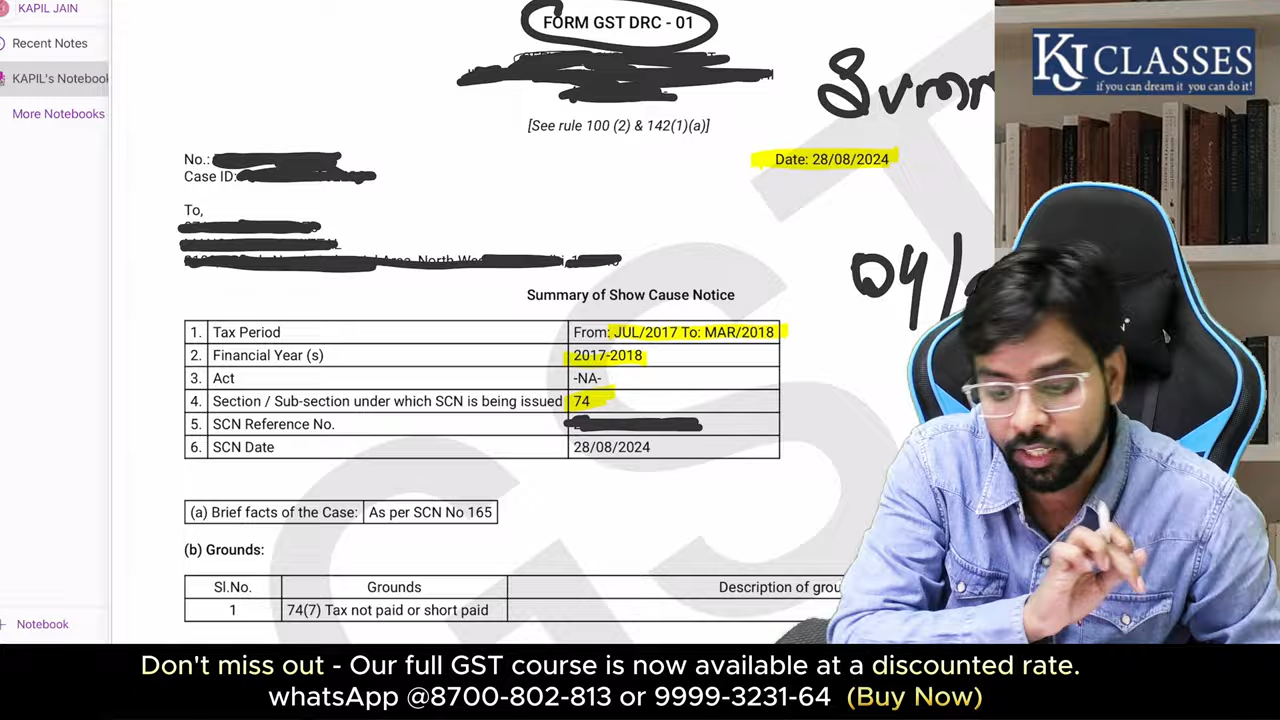 KAPIL JAIN
Recent Notes
KAPIL's Notebook
More Notebooks
Notebook
FORM GST DRC - 01
[See rule 100 (2) & 142(1)(a)]
No.:
Date: 28/08/2024
Case ID:
To,
Summary of Show Cause Notice
1. Tax Period From: JUL/2017 To: MAR/2018
2. Financial Year (s) 2017-2018
3. Act -NA-
4. Section / Sub-section under which SCN is being issued 74
5. SCN Reference No.
6. SCN Date 28/08/2024
(a) Brief facts of the Case: As per SCN No 165
(b) Grounds:
Sl.No. Grounds Description of grou
1 74(7) Tax not paid or short paid
GST
04/
KJ CLASSES
if you can dream it you can do it!
Don't miss out - Our full GST course is now available at a discounted rate.
whatsApp @8700-802-813 or 9999-3231-64 (Buy Now)